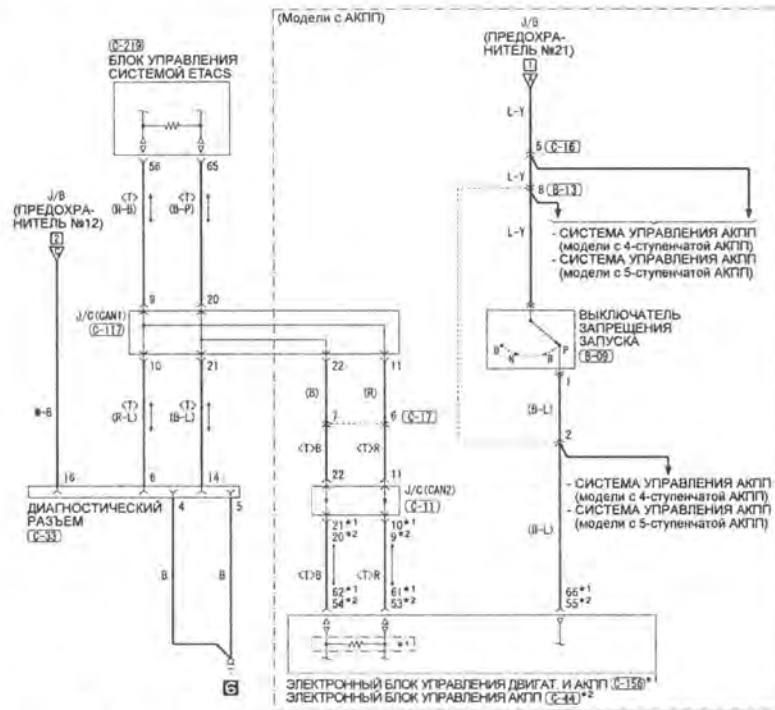 (Модели с АКПП)
J/B
(ПРЕДОХРА-
НИТЕЛЬ №21)
1
C-219
БЛОК УПРАВЛЕНИЯ
СИСТЕМОЙ ETACS
L-Y
5 C-16
56
65
L-Y
8 B-13
J/B
(ПРЕДОХРА-
НИТЕЛЬ №12)
2
<T>
<T>
(B-P)
L-Y
- СИСТЕМА УПРАВЛЕНИЯ АКПП
(модели с 4-ступенчатой АКПП)
- СИСТЕМА УПРАВЛЕНИЯ АКПП
(модели с 5-ступенчатой АКПП)
9
20
J/C(CAN1)
C-117
ВЫКЛЮЧАТЕЛЬ
ЗАПРЕЩЕНИЯ
ЗАПУСКА
B-09
P
R
N
10
21
22
11
1
(B)
(R)
(B-L)
<T>
(R-L)
<T>
(B-L)
7
6 C-17
2
<T>B
<T>R
22
11
J/C(CAN2)
C-11
- СИСТЕМА УПРАВЛЕНИЯ АКПП
(модели с 4-ступенчатой АКПП)
- СИСТЕМА УПРАВЛЕНИЯ АКПП
(модели с 5-ступенчатой АКПП)
16
6
14
ДИАГНОСТИЧЕСКИЙ
РАЗЪЕМ
C-33
4
5
21*1
20*2
10*1
9*2
(B-L)
B
B
<T>B
<T>R
62*1
54*2
61*1
53*2
66*1
55*2
*1
6
ЭЛЕКТРОННЫЙ БЛОК УПРАВЛЕНИЯ ДВИГАТ. И АКПП C-156*1
ЭЛЕКТРОННЫЙ БЛОК УПРАВЛЕНИЯ АКПП C-44*2